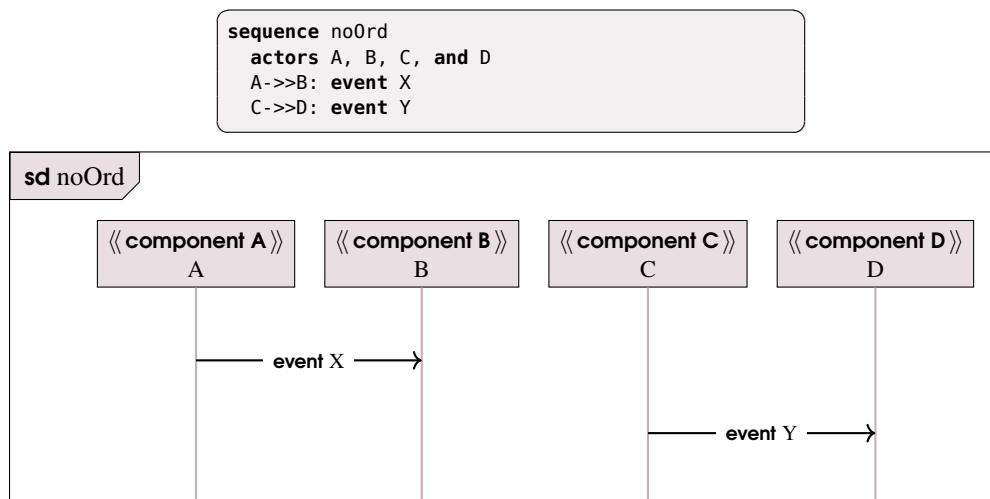 sequence noOrd
actors A, B, C, and D
A->>B: event X
C->>D: event Y
sd noOrd
⟪component A⟫
A
⟪component B⟫
B
⟪component C⟫
C
⟪component D⟫
D
event X
event Y